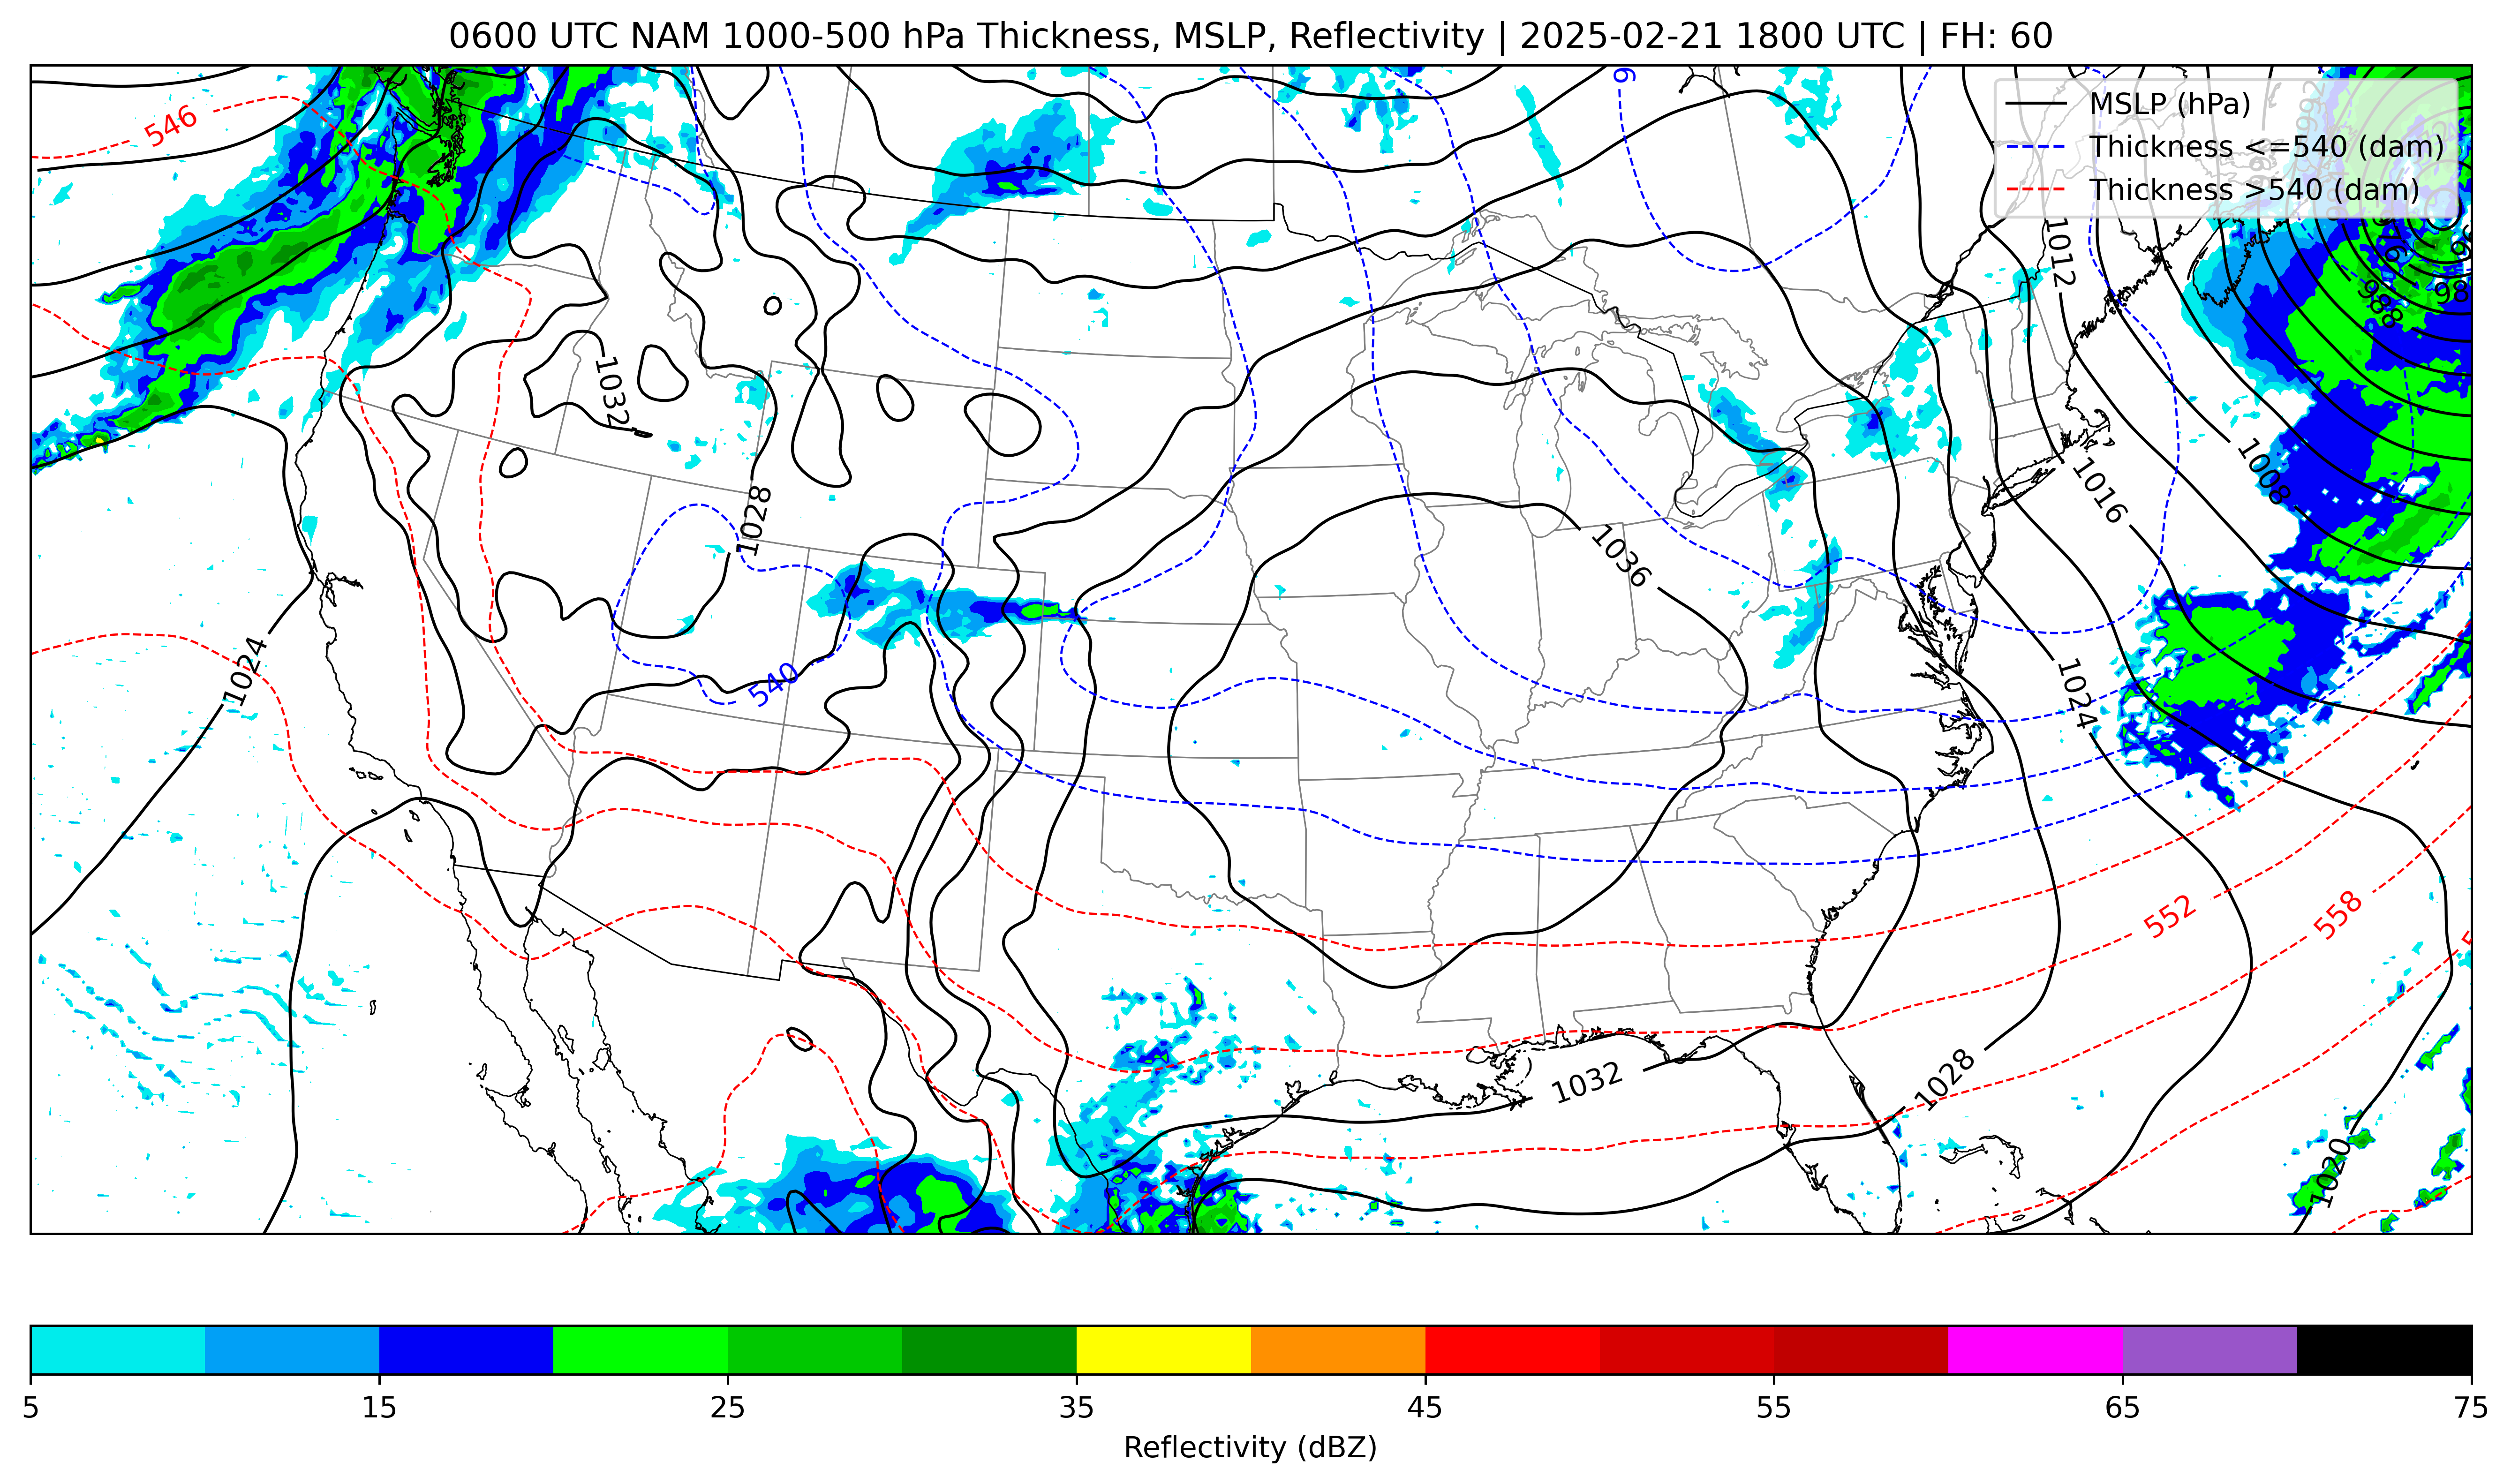 0600 UTC NAM 1000-500 hPa Thickness, MSLP, Reflectivity | 2025-02-21 1800 UTC | FH: 60
MSLP (hPa)
Thickness <=540 (dam)
Thickness >540 (dam)
546
1012
988
1032
1008
1028
1016
1036
540
1024
1024
552
558
1032
1028
1020
5 15 25 35 45 55 65 75
Reflectivity (dBZ)